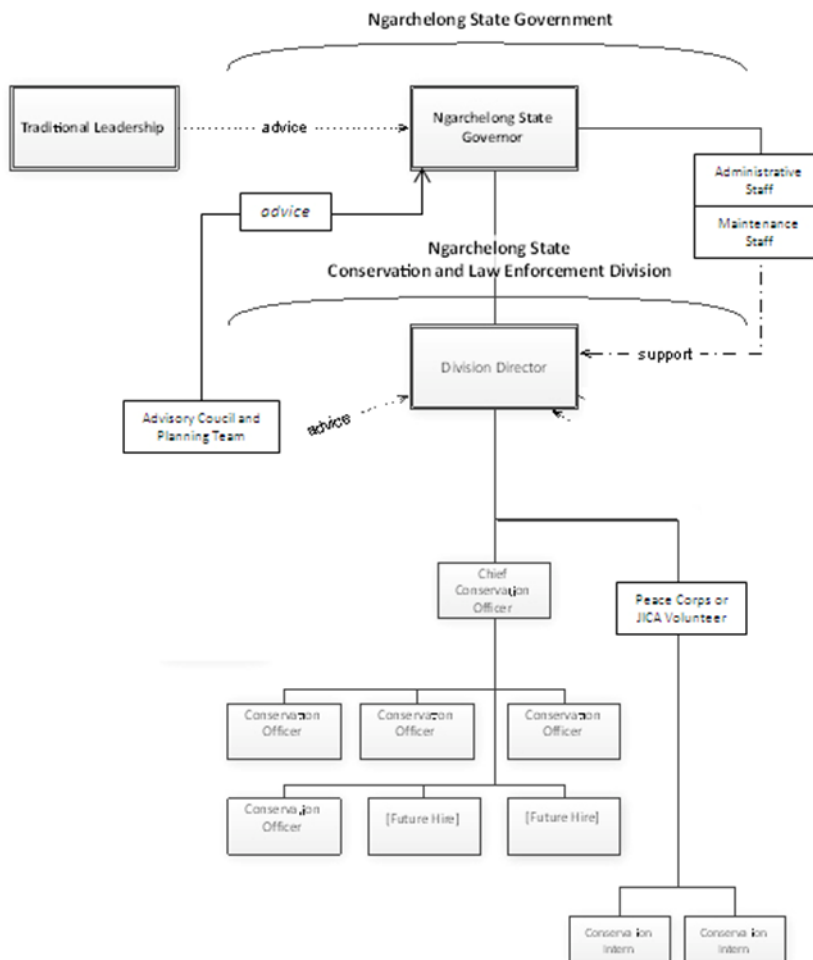 Ngarchelong State Government
Traditional Leadership
advice
Ngarchelong State
Governor
Administrative
Staff
Maintenance
Staff
advice
Ngarchelong State
Conservation and Law Enforcement Division
Division Director
support
advice
Advisory Coucil and
Planning Team
Chief
Conservation
Officer
Peace Corps or
JICA Volunteer
Conservation
Officer
Conservation
Officer
Conservation
Officer
Conservation
Officer
[Future Hire]
[Future Hire]
Conservation
Intern
Conservation
Intern